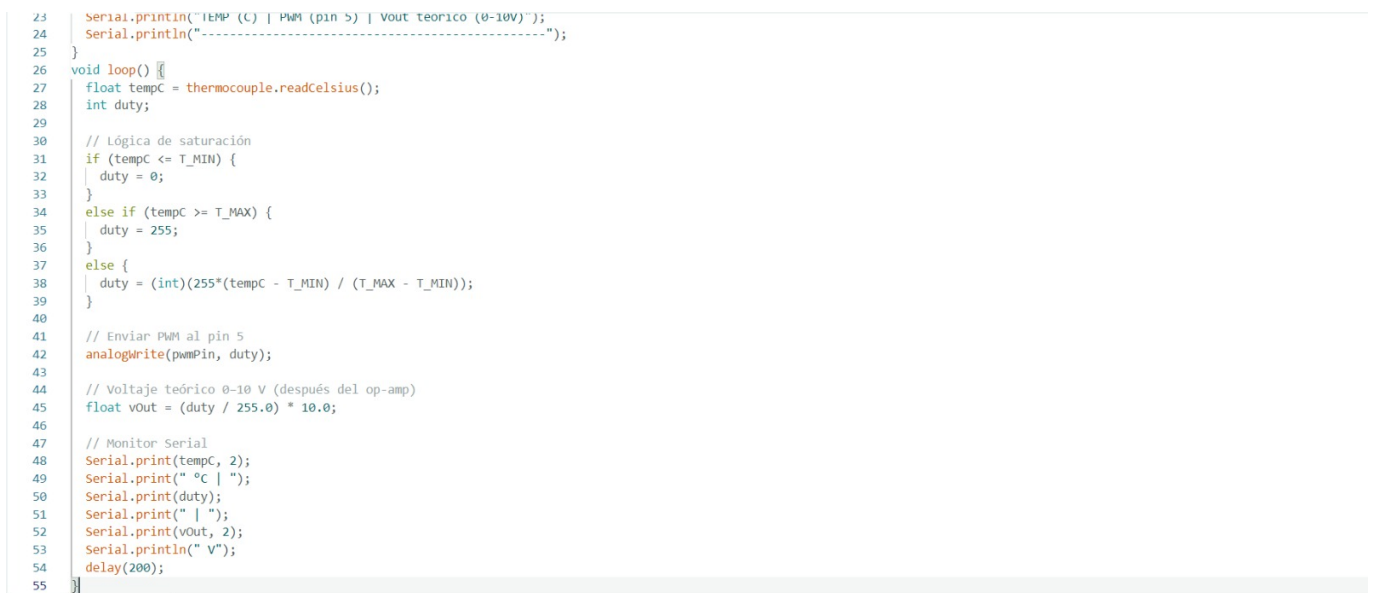 23 Serial.println("TEMP (C) | PWM (pin 5) | Vout teorico (0-10V)");
24 Serial.println("------------------------------------------------");
25 }
26 void loop() {
27 float tempC = thermocouple.readCelsius();
28 int duty;
29
30 // Lógica de saturación
31 if (tempC <= T_MIN) {
32 duty = 0;
33 }
34 else if (tempC >= T_MAX) {
35 duty = 255;
36 }
37 else {
38 duty = (int)(255*(tempC - T_MIN) / (T_MAX - T_MIN));
39 }
40
41 // Enviar PWM al pin 5
42 analogWrite(pwmPin, duty);
43
44 // Voltaje teórico 0–10 V (después del op-amp)
45 float vOut = (duty / 255.0) * 10.0;
46
47 // Monitor Serial
48 Serial.print(tempC, 2);
49 Serial.print(" °C | ");
50 Serial.print(duty);
51 Serial.print(" | ");
52 Serial.print(vOut, 2);
53 Serial.println(" V");
54 delay(200);
55 }